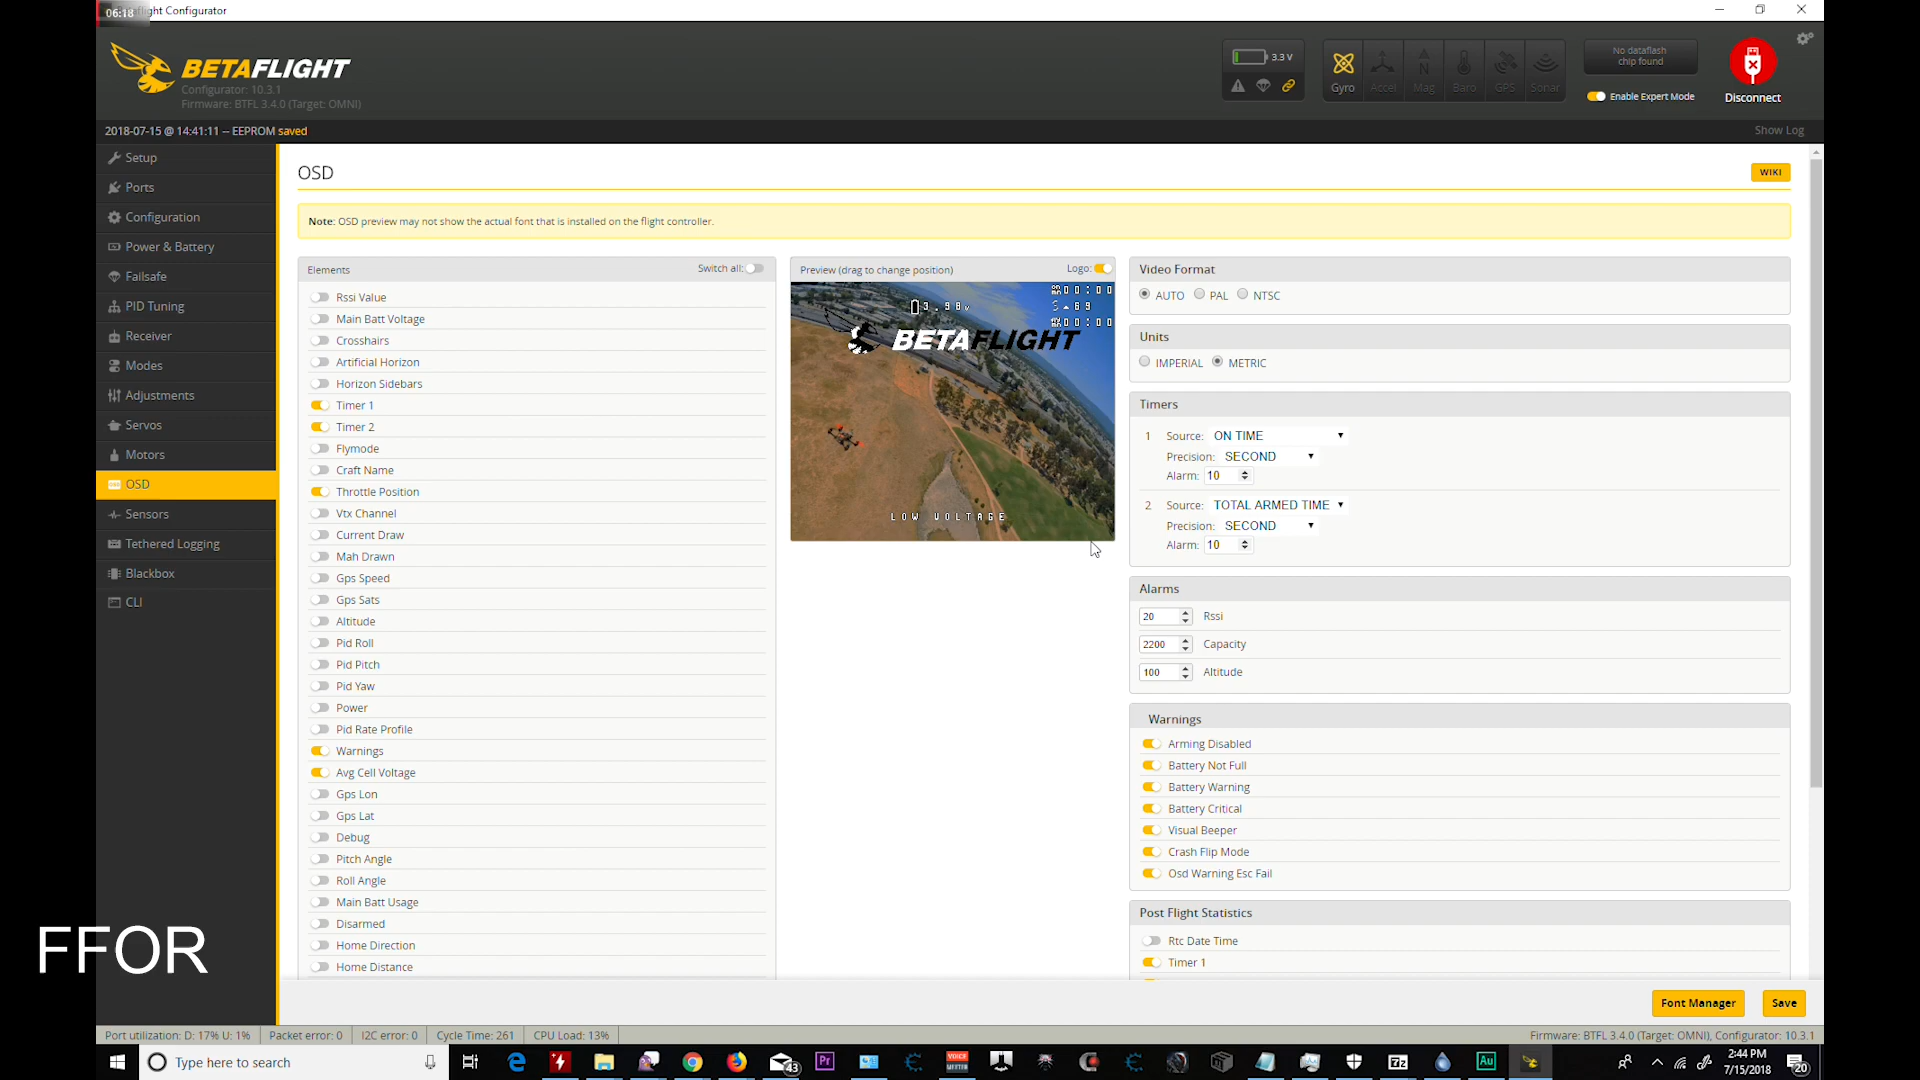 06:18
ight Configurator
BETAFLIGHT
Configurator: 10.3.1
Firmware: BTFL 3.4.0 (Target: OMNI)
3.3 V
Gyro
Accel
Mag
Baro
GPS
Sonar
No dataflash
chip found
Enable Expert Mode
Disconnect
2018-07-15 @ 14:41:11 -- EEPROM saved
Show Log
Setup
Ports
Configuration
Power & Battery
Failsafe
PID Tuning
Receiver
Modes
Adjustments
Servos
Motors
OSD
Sensors
Tethered Logging
Blackbox
CLI
OSD
WIKI
Note: OSD preview may not show the actual font that is installed on the flight controller.
Elements
Switch all:
Rssi Value
Main Batt Voltage
Crosshairs
Artificial Horizon
Horizon Sidebars
Timer 1
Timer 2
Flymode
Craft Name
Throttle Position
Vtx Channel
Current Draw
Mah Drawn
Gps Speed
Gps Sats
Altitude
Pid Roll
Pid Pitch
Pid Yaw
Power
Pid Rate Profile
Warnings
Avg Cell Voltage
Gps Lon
Gps Lat
Debug
Pitch Angle
Roll Angle
Main Batt Usage
Disarmed
Home Direction
Home Distance
Preview (drag to change position)
Logo:
00:00
3.98v
69
00:00
BETAFLIGHT
LOW VOLTAGE
Video Format
AUTO PAL NTSC
Units
IMPERIAL METRIC
Timers
1 Source: ON TIME
Precision: SECOND
Alarm: 10
2 Source: TOTAL ARMED TIME
Precision: SECOND
Alarm: 10
Alarms
20 Rssi
2200 Capacity
100 Altitude
Warnings
Arming Disabled
Battery Not Full
Battery Warning
Battery Critical
Visual Beeper
Crash Flip Mode
Osd Warning Esc Fail
Post Flight Statistics
Rtc Date Time
Timer 1
Font Manager
Save
FFOR
Port utilization: D: 17% U: 1%
Packet error: 0
I2C error: 0
Cycle Time: 261
CPU Load: 13%
Firmware: BTFL 3.4.0 (Target: OMNI), Configurator: 10.3.1
Type here to search
43
Pr
7z
Au
2:44 PM
7/15/2018
20